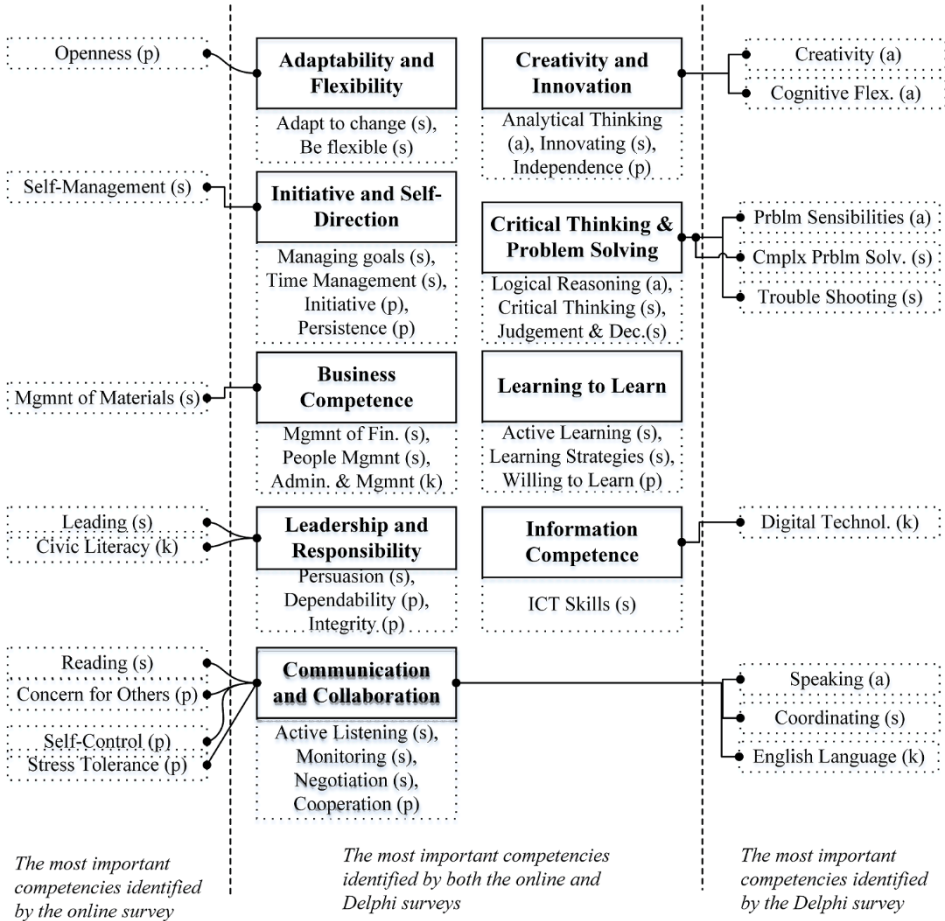 Openness (p)
Self-Management (s)
Mgmnt of Materials (s)
Leading (s)
Civic Literacy (k)
Reading (s)
Concern for Others (p)
Self-Control (p)
Stress Tolerance (p)
The most important
competencies identified
by the online survey
Adaptability and
Flexibility
Adapt to change (s),
Be flexible (s)
Initiative and Self-
Direction
Managing goals (s),
Time Management (s),
Initiative (p)
Persistence (p)
Business
Competence
Mgmnt of Fin. (s),
People Mgmnt (s),
Admin. & Mgmnt (k)
Leadership and
Responsibility
Persuasion (s),
Dependability (p),
Integrity (p)
Communication
and Collaboration
Active Listening (s),
Monitoring (s),
Negotiation (s),
Cooperation (p)
Creativity and
Innovation
Analytical Thinking
(a), Innovating (s),
Independence (p)
Critical Thinking &
Problem Solving
Logical Reasoning (a),
Critical Thinking (s),
Judgement & Dec.(s)
Learning to Learn
Active Learning (s),
Learning Strategies (s),
Willing to Learn (p)
Information
Competence
ICT Skills (s)
The most important competencies
identified by both the online and
Delphi surveys
Creativity (a)
Cognitive Flex. (a)
Prblm Sensibilities (a)
Cmplx Prblm Solv. (s)
Trouble Shooting (s)
Digital Technol. (k)
Speaking (a)
Coordinating (s)
English Language (k)
The most important
competencies identified
by the Delphi survey